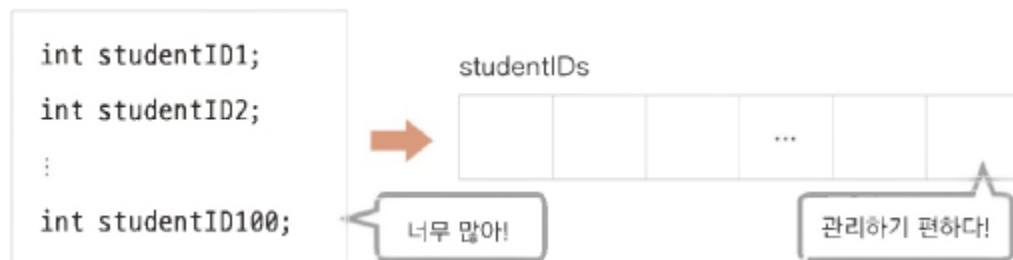 int studentID1;
int studentID2;
⋮
int studentID100;
너무 많아!
studentIDs
...
관리하기 편하다!